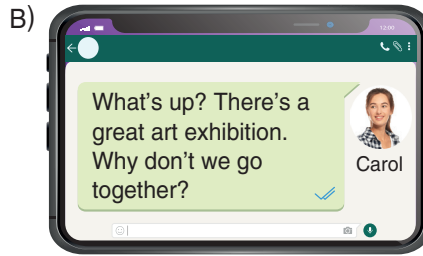 B)
12:00
What’s up? There’s a
great art exhibition.
Why don’t we go
together?
Carol